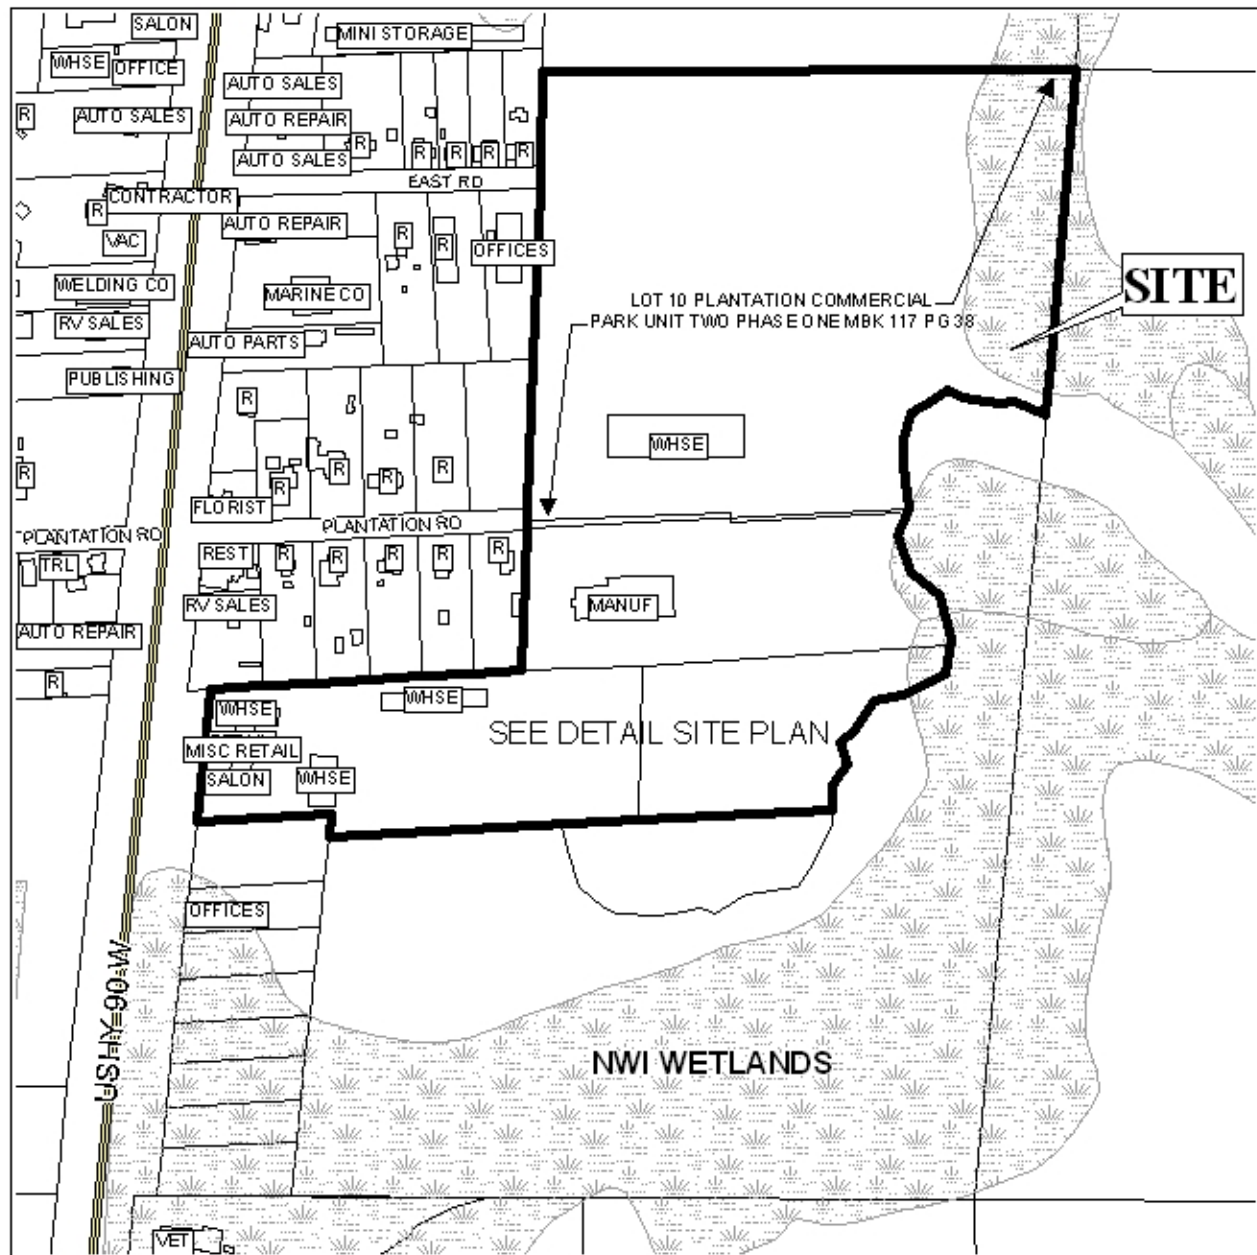 SALON
MINI STORAGE
WHSE
OFFICE
AUTO SALES
R
AUTO SALES
AUTO REPAIR
R
AUTO SALES
R
R
R
R
EAST RD
CONTRACTOR
R
AUTO REPAIR
VAC
R
R
OFFICES
SITE
WELDING CO
MARINE CO
LOT 10 PLANTATION COMMERCIAL
PARK UNIT TWO PHASE ONE MBK 117 PG 38
RV SALES
AUTO PARTS
PUBLISHING
R
WHSE
R
R
R
R
R
FLORIST
PLANTATION RD
PLANTATION RD
REST
R
R
R
R
R
TRL
RV SALES
MANUF
AUTO REPAIR
R
WHSE
WHSE
SEE DETAIL SITE PLAN
MISC RETAIL
SALON
WHSE
OFFICES
US HY 90 W
NWI WETLANDS
VET